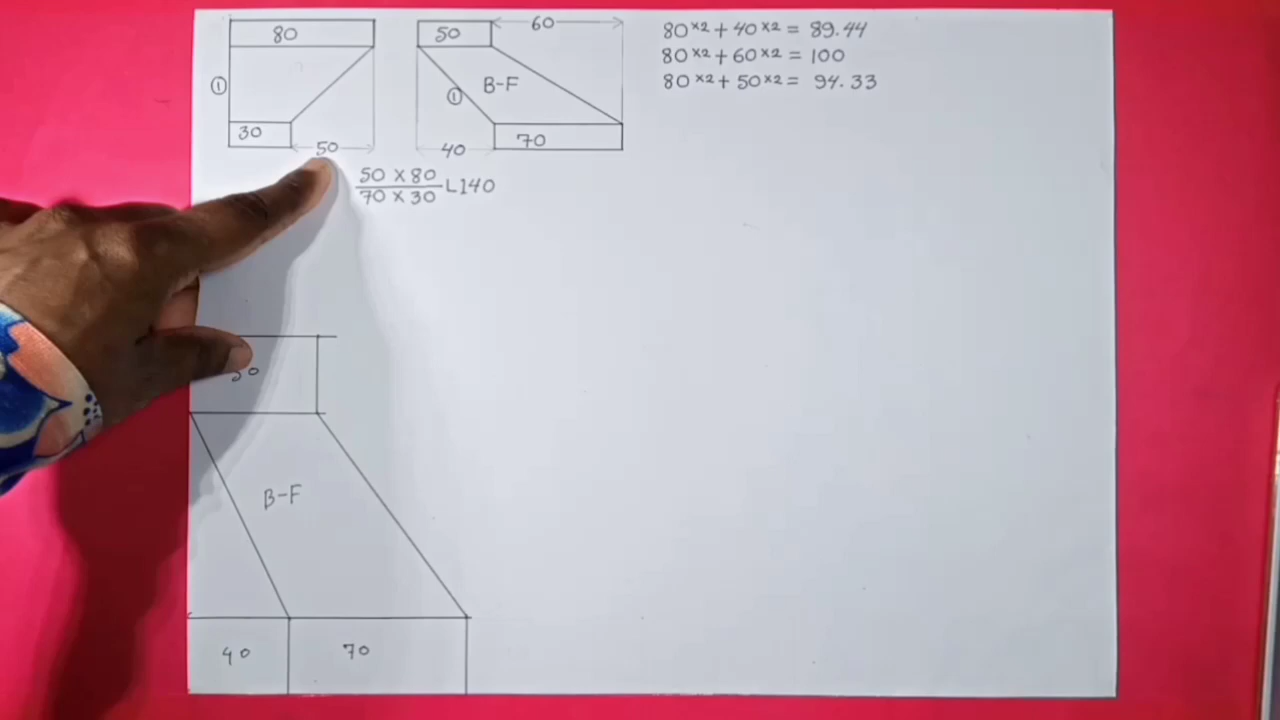 80
①
30
50
50
60
B-F
①
40
70
50 x 80
70 x 30
L140
80 ×2 + 40 ×2 = 89.44
80 ×2 + 60 ×2 = 100
80 ×2 + 50 ×2 = 94.33
B-F
40
70